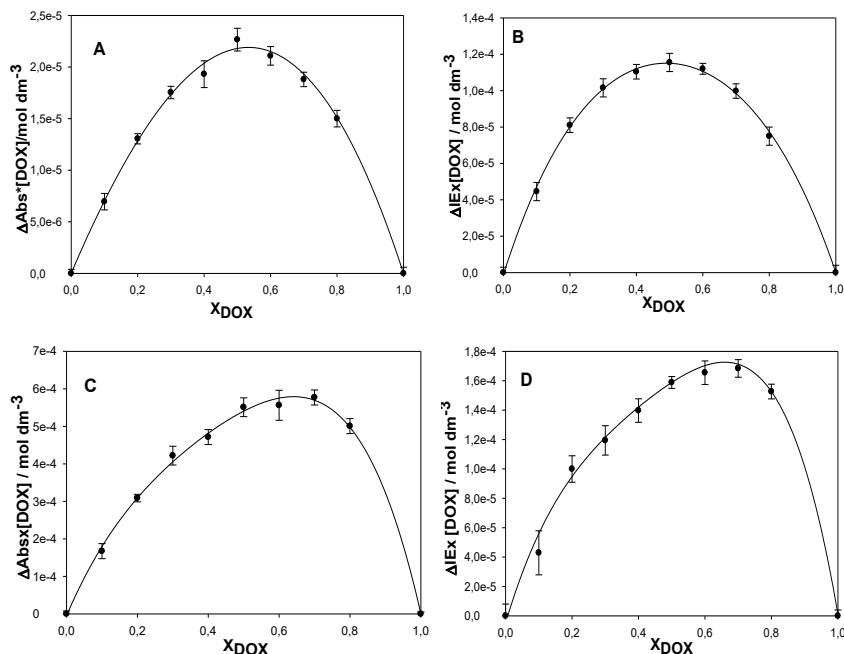 A
ΔAbs*[DOX]/mol dm-3
2,5e-5
2,0e-5
1,5e-5
1,0e-5
5,0e-6
0,0
0,0 0,2 0,4 0,6 0,8 1,0
XDOX
B
ΔIEx[DOX] / mol dm-3
1,4e-4
1,2e-4
1,0e-4
8,0e-5
6,0e-5
4,0e-5
2,0e-5
0,0
0,0 0,2 0,4 0,6 0,8 1,0
XDOX
C
ΔAbsx[DOX] / mol dm-3
7e-4
6e-4
5e-4
4e-4
3e-4
2e-4
1e-4
0
0,0 0,2 0,4 0,6 0,8 1,0
XDOX
D
ΔIEx [DOX] / mol dm-3
1,8e-4
1,6e-4
1,4e-4
1,2e-4
1,0e-4
8,0e-5
6,0e-5
4,0e-5
2,0e-5
0,0
0,0 0,2 0,4 0,6 0,8 1,0
XDOX